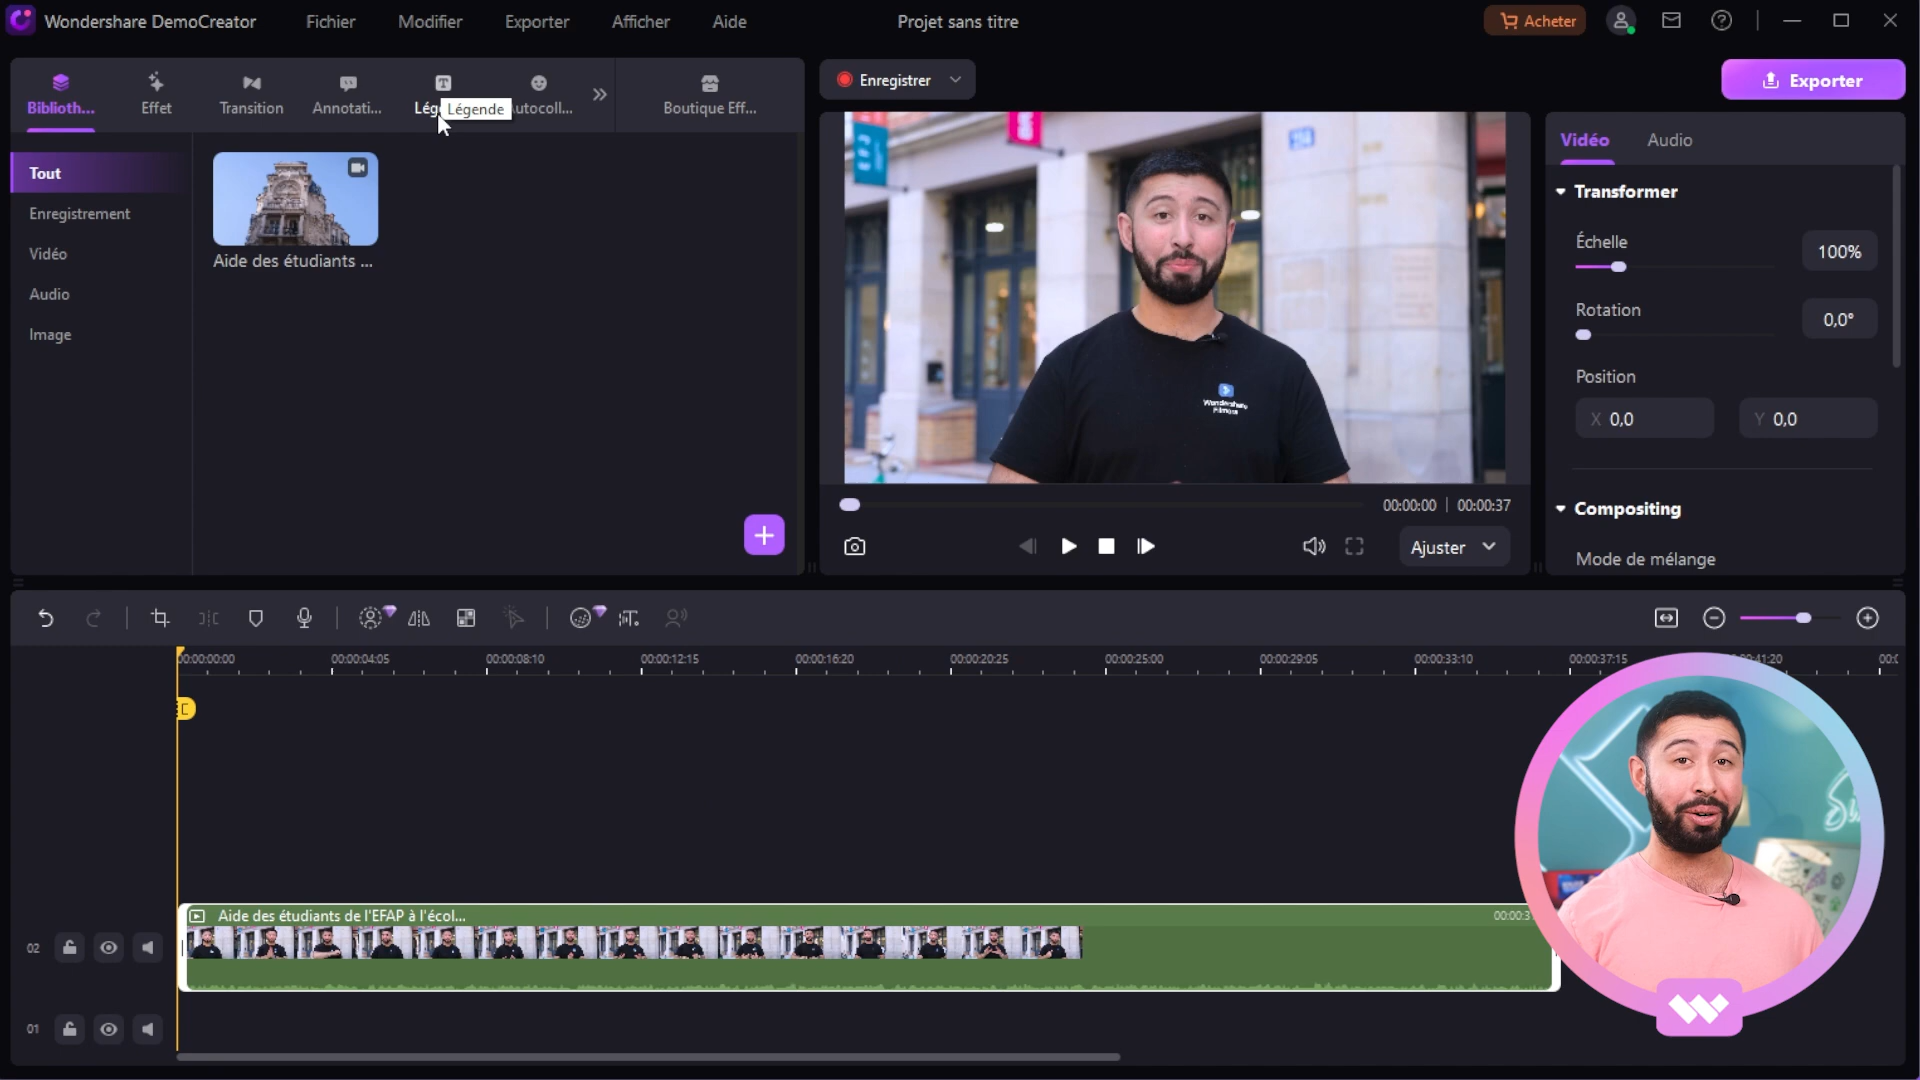 Wondershare DemoCreator
Fichier
Modifier
Exporter
Afficher
Aide
Projet sans titre
Acheter
Biblioth...
Effet
Transition
Annotati...
Lég
Légende
utocoll...
Boutique Eff...
Enregistrer
Exporter
Tout
Enregistrement
Vidéo
Audio
Image
Aide des étudiants ...
Wondershare
Filmora
00:00:00 | 00:00:37
Ajuster
Vidéo
Audio
Transformer
Échelle
100%
Rotation
0,0°
Position
X 0,0
Y 0,0
Compositing
Mode de mélange
00:00:00:00
00:00:04:05
00:00:08:10
00:00:12:15
00:00:16:20
00:00:20:25
00:00:25:00
00:00:29:05
00:00:33:10
00:00:37:15
41:20
00:0
Aide des étudiants de l'EFAP à l'écol...
00:00:3
02
01